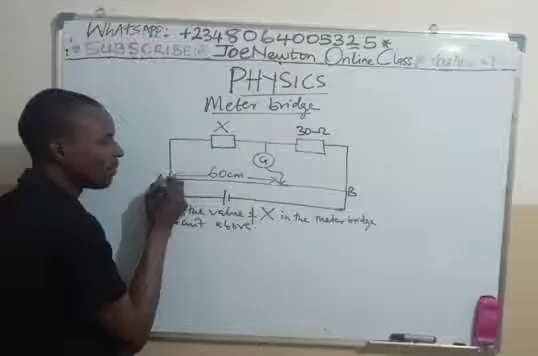 WHATSAPP: +2348064005325*
* SUBSCRIBE @ JoeNewton Online Class
PHYSICS
Meter bridge
X
30Ω
G
60cm
B
the value of X in the meter bridge
above